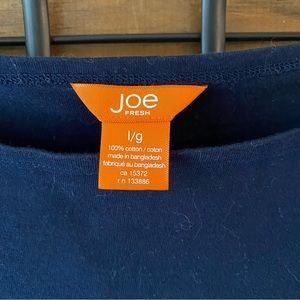 Joe
FRESH
l/g
100% cotton / coton
made in bangladesh
fabriqué au bangladesh
ca 15372
r n 133886